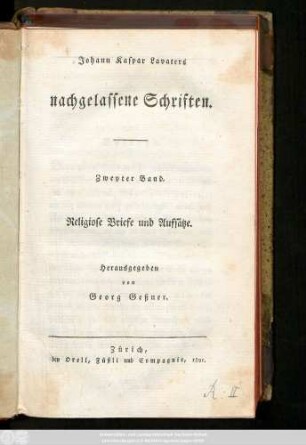 Johann Kaspar Lavaters
nachgelassene Schriften.
Zweyter Band.
Religiose Briefe und Aufsätze.
Herausgegeben
von
Georg Geßner.
Zürich,
bey Orell, Füßli und Compagnie, 1801.